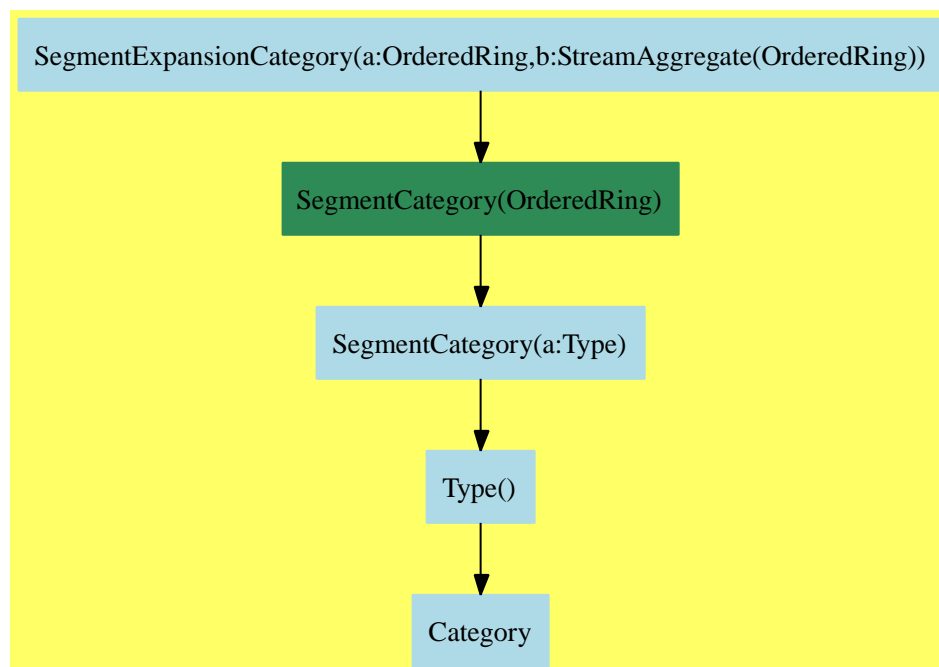 SegmentExpansionCategory(a:OrderedRing,b:StreamAggregate(OrderedRing))
SegmentCategory(OrderedRing)
SegmentCategory(a:Type)
Type()
Category